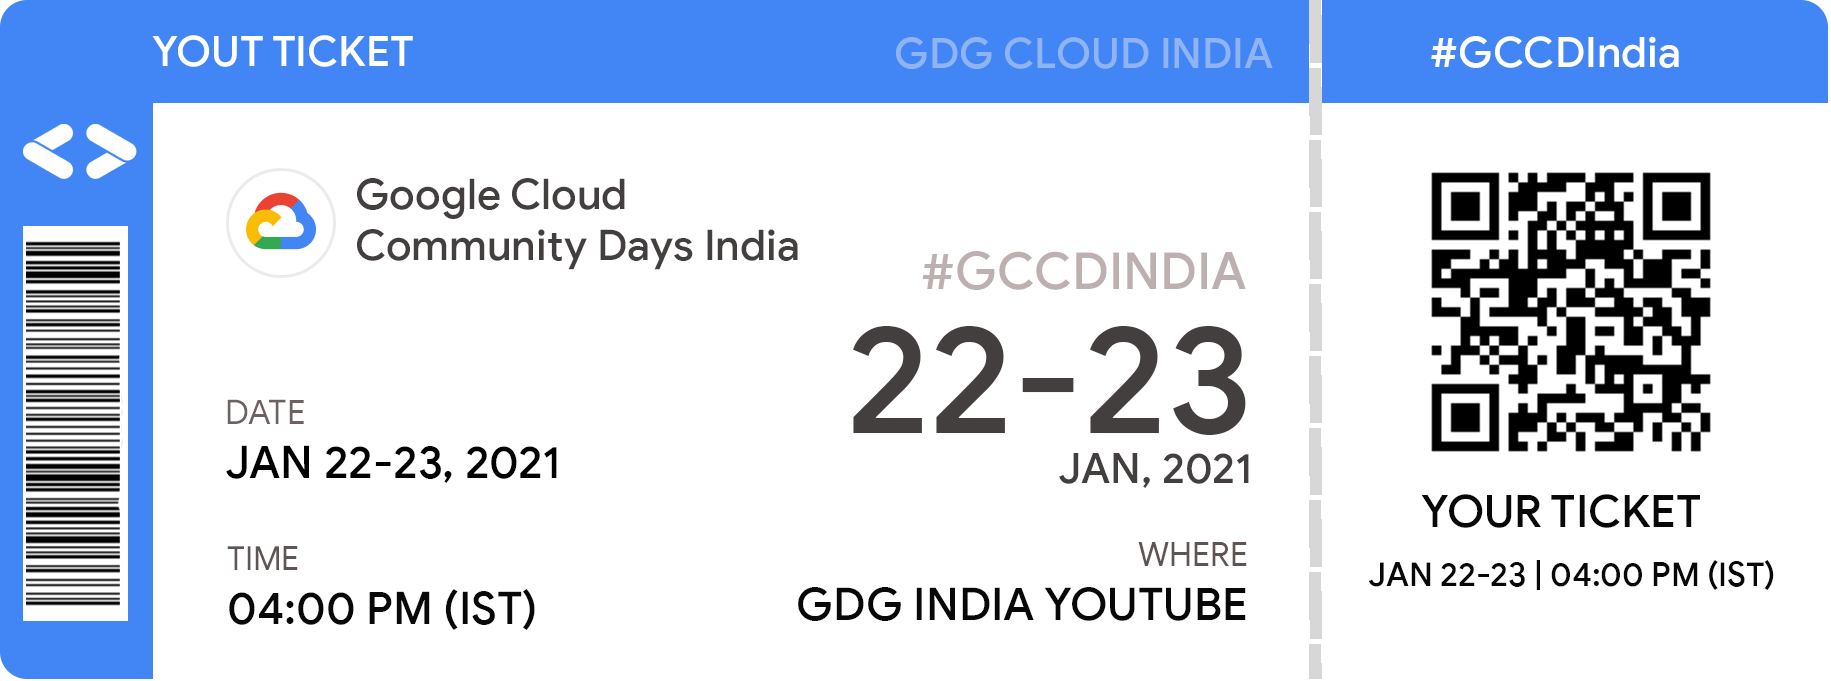 YOUT TICKET
GDG CLOUD INDIA
#GCCDIndia
Google Cloud
Community Days India
#GCCDINDIA
22-23
JAN, 2021
DATE
JAN 22-23, 2021
TIME
04:00 PM (IST)
WHERE
GDG INDIA YOUTUBE
YOUR TICKET
JAN 22-23 | 04:00 PM (IST)